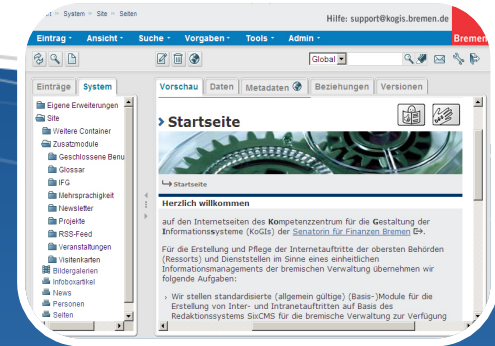 System » Site » Seiten
Hilfe: support@kogis.bremen.de
Eintrag Ansicht Suche Vorgaben Tools Admin Bremen
Global
Einträge System
Vorschau Daten Metadaten Beziehungen Versionen
Eigene Erweiterungen
Site
Weitere Container
Zusatzmodule
Geschlossene Benu
Glossar
IFG
Mehrsprachigkeit
Newsletter
Projekte
RSS-Feed
Veranstaltungen
Visitenkarten
Bildergalerien
Infoboxartikel
News
Personen
Seiten
Startseite
Startseite
Herzlich willkommen
auf den Internetseiten des Kompetenzzentrum für die Gestaltung der
Informationssysteme (KoGIs) der Senatorin für Finanzen Bremen.
Für die Erstellung und Pflege der Internetauftritte der obersten Behörden
(Ressorts) und Dienststellen im Sinne eines einheitlichen
Informationsmanagements der bremischen Verwaltung übernehmen wir
folgende Aufgaben:
Wir stellen standardisierte (allgemein gültige) (Basis-)Module für die
Erstellung von Inter- und Intranetauftritten auf Basis des
Redaktionssystems SixCMS für die bremische Verwaltung zur Verfügung